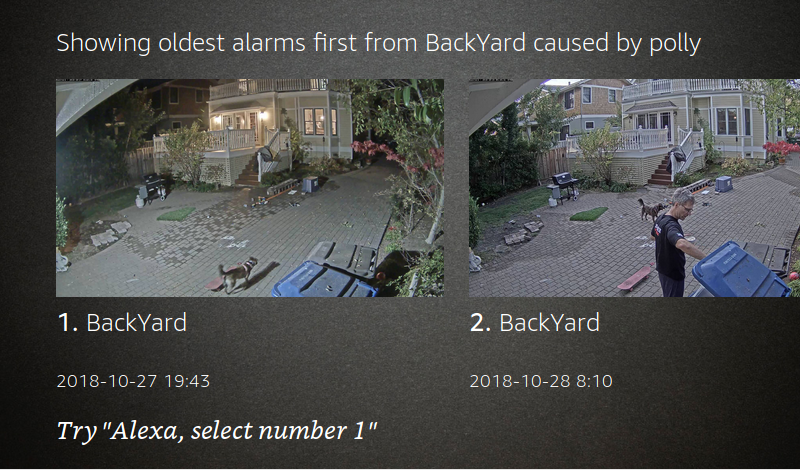 Showing oldest alarms first from BackYard caused by polly
1. BackYard
2. BackYard
2018-10-27 19:43
2018-10-28 8:10
Try "Alexa, select number 1"